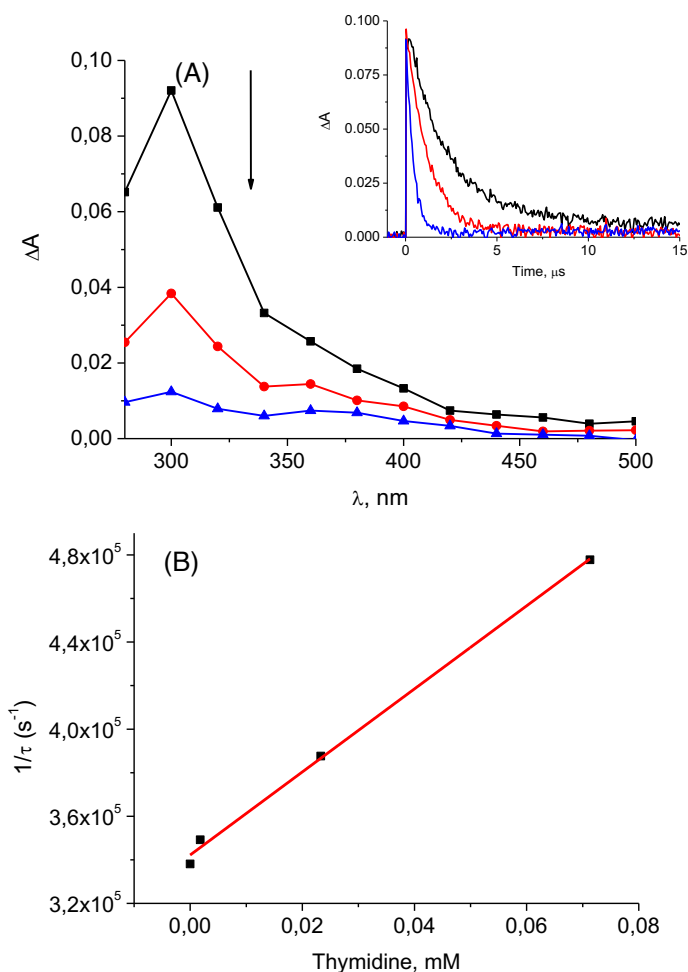 (A)
ΔA
0,10
0,08
0,06
0,04
0,02
0,00
300 350 400 450 500
λ, nm
ΔA
0.100
0.075
0.050
0.025
0.000
0 5 10 15
Time, μs
(B)
1/τ (s⁻¹)
4,8x10⁵
4,4x10⁵
4,0x10⁵
3,6x10⁵
3,2x10⁵
0,00 0,02 0,04 0,06 0,08
Thymidine, mM